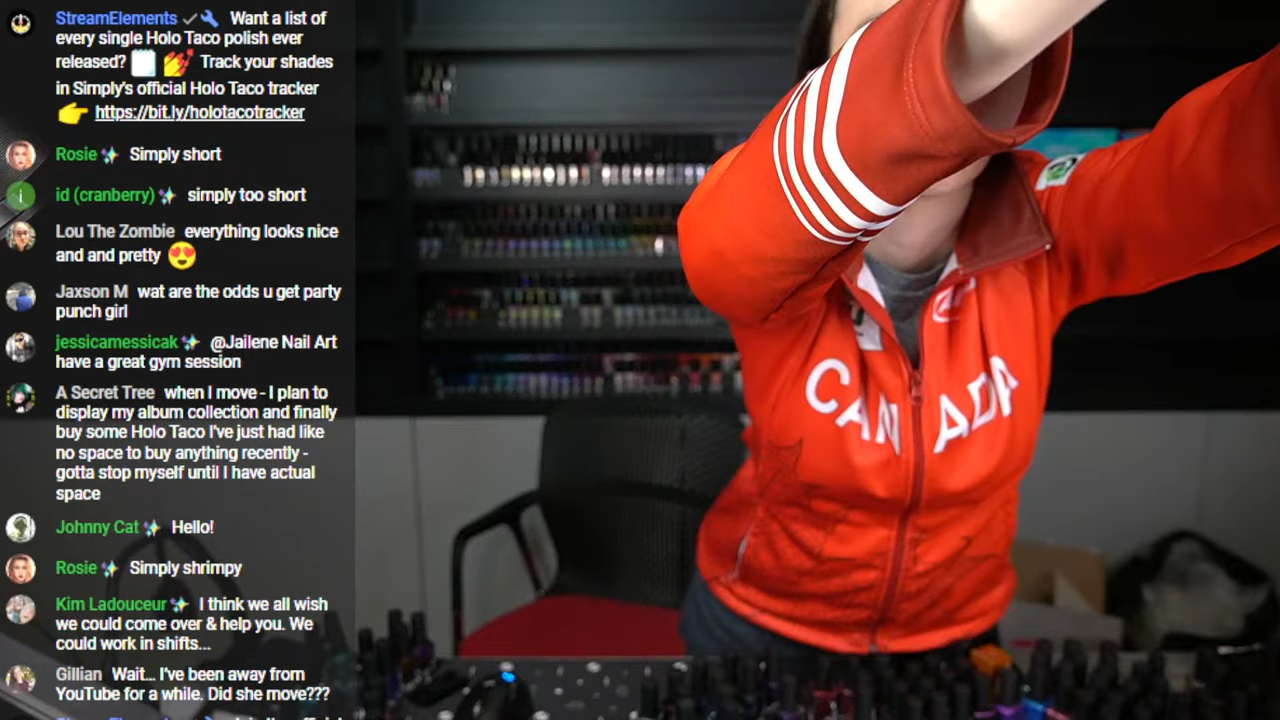 StreamElements Want a list of
every single Holo Taco polish ever
released? Track your shades
in Simply's official Holo Taco tracker
https://bit.ly/holotacotracker
Rosie Simply short
id (cranberry) simply too short
Lou The Zombie everything looks nice
and and pretty
Jaxson M wat are the odds u get party
punch girl
jessicamessicak @Jailene Nail Art
have a great gym session
A Secret Tree when I move - I plan to
display my album collection and finally
buy some Holo Taco I've just had like
no space to buy anything recently -
gotta stop myself until I have actual
space
Johnny Cat Hello!
Rosie Simply shrimpy
Kim Ladouceur I think we all wish
we could come over & help you. We
could work in shifts...
Gillian Wait... I've been away from
YouTube for a while. Did she move???
CANADA